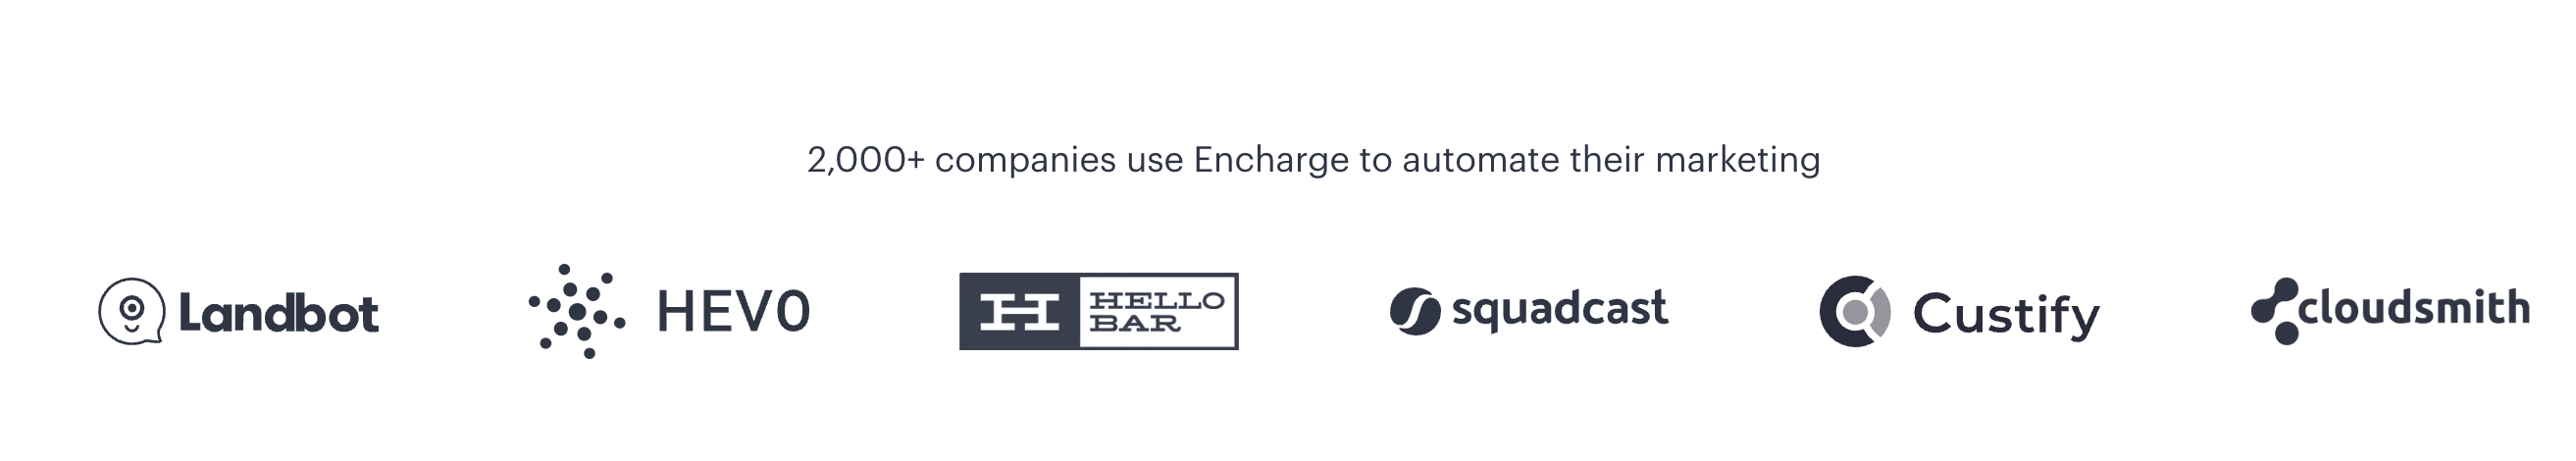 2,000+ companies use Encharge to automate their marketing
Landbot
HEVO
H HELLO
BAR
squadcast
Custify
cloudsmith